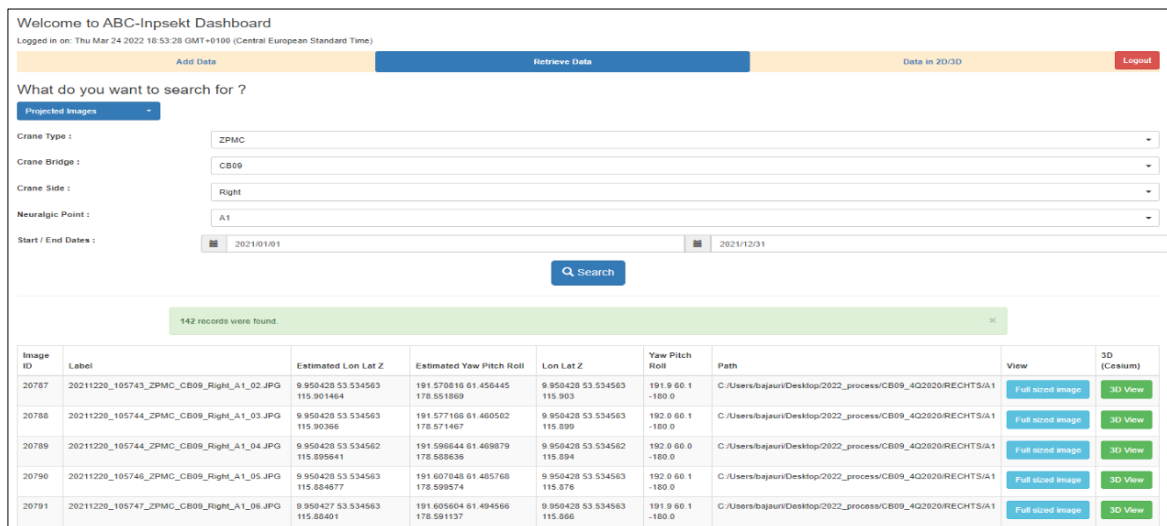 Welcome to ABC-Inpsekt Dashboard
Logged in on: Thu Mar 24 2022 18:53:28 GMT+0100 (Central European Standard Time)
Add Data Retrieve Data Data in 2D/3D Logout
What do you want to search for ?
Projected Images
Crane Type : ZPMC
Crane Bridge : CB09
Crane Side : Right
Neuralgic Point : A1
Start / End Dates : 2021/01/01 2021/12/31
Search
142 records were found. ×
Image ID Label Estimated Lon Lat Z Estimated Yaw Pitch Roll Lon Lat Z Yaw Pitch Roll Path View 3D (Cesium)
20787 20211220_105743_ZPMC_CB09_Right_A1_02.JPG 9.950428 53.534563 115.901464 191.570816 61.456445 178.551869 9.950428 53.534563 115.903 191.9 60.1 -180.0 C:/Users/bajauri/Desktop/2022_process/CB09_4Q2020/RECHTS/A1 Full sized image 3D View
20788 20211220_105744_ZPMC_CB09_Right_A1_03.JPG 9.950428 53.534563 115.90366 191.577166 61.460502 178.571467 9.950428 53.534563 115.899 192.0 60.1 -180.0 C:/Users/bajauri/Desktop/2022_process/CB09_4Q2020/RECHTS/A1 Full sized image 3D View
20789 20211220_105744_ZPMC_CB09_Right_A1_04.JPG 9.950428 53.534562 115.895641 191.596644 61.469879 178.588636 9.950428 53.534562 115.894 192.0 60.0 -180.0 C:/Users/bajauri/Desktop/2022_process/CB09_4Q2020/RECHTS/A1 Full sized image 3D View
20790 20211220_105746_ZPMC_CB09_Right_A1_05.JPG 9.950428 53.534563 115.884677 191.607048 61.485768 178.599574 9.950428 53.534563 115.876 192.0 60.1 -180.0 C:/Users/bajauri/Desktop/2022_process/CB09_4Q2020/RECHTS/A1 Full sized image 3D View
20791 20211220_105747_ZPMC_CB09_Right_A1_06.JPG 9.950427 53.534563 115.88401 191.605604 61.494566 178.591137 9.950428 53.534563 115.866 191.9 60.1 -180.0 C:/Users/bajauri/Desktop/2022_process/CB09_4Q2020/RECHTS/A1 Full sized image 3D View